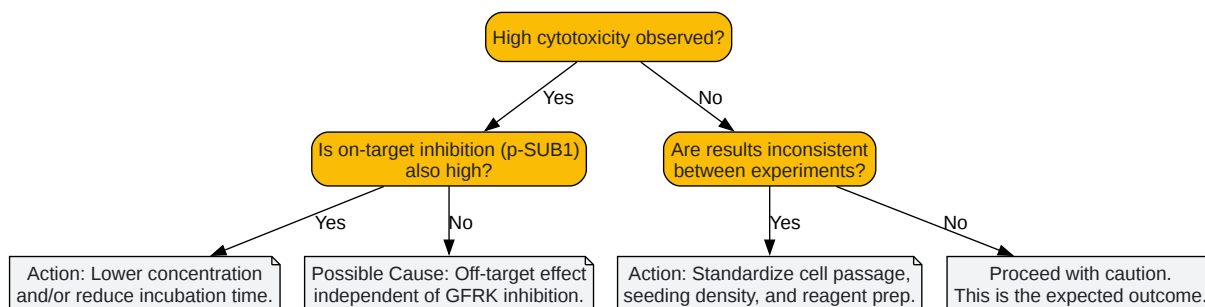 High cytotoxicity observed?
Yes
No
Is on-target inhibition (p-SUB1)
also high?
Are results inconsistent
between experiments?
Yes
No
Yes
No
Action: Lower concentration
and/or reduce incubation time.
Possible Cause: Off-target effect
independent of GFRK inhibition.
Action: Standardize cell passage,
seeding density, and reagent prep.
Proceed with caution.
This is the expected outcome.